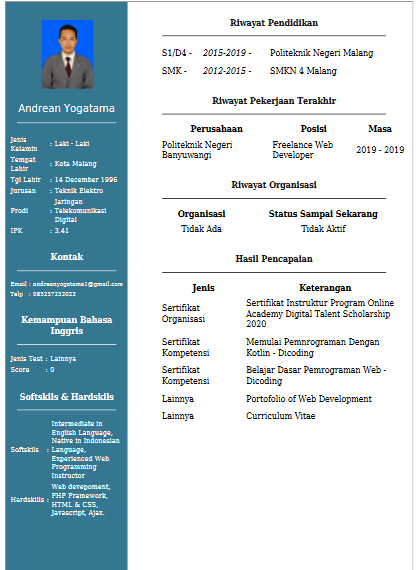 Andrean Yogatama
Jenis Kelamin : Laki - Laki
Tempat Lahir : Kota Malang
Tgl Lahir : 14 December 1996
Jurusan : Teknik Elektro
Prodi : Jaringan Telekomunikasi Digital
IPK : 3.41
Kontak
Email : andreanyogatama1@gmail.com
Telp : 085257232022
Kemampuan Bahasa
Inggris
Jenis Test : Lainnya
Score : 0
Softskils & Hardskils
Softskils : Intermediate in
English Language,
Native in Indonesian
Language,
Experienced Web
Programming
Instructor
Hardskills : Web devepoment,
PHP Framework,
HTML & CSS,
Javascript, Ajax.
Riwayat Pendidikan
S1/D4 - 2015-2019 - Politeknik Negeri Malang
SMK - 2012-2015 - SMKN 4 Malang
Riwayat Pekerjaan Terakhir
Perusahaan Posisi Masa
Politeknik Negeri Banyuwangi Freelance Web Developer 2019 - 2019
Riwayat Organisasi
Organisasi Status Sampai Sekarang
Tidak Ada Tidak Aktif
Hasil Pencapaian
Jenis Keterangan
Sertifikat Organisasi Sertifikat Instruktur Program Online Academy Digital Talent Scholarship 2020
Sertifikat Kompetensi Memulai Pemnrograman Dengan Kotlin - Dicoding
Sertifikat Kompetensi Belajar Dasar Pemrograman Web - Dicoding
Lainnya Portofolio of Web Development
Lainnya Curriculum Vitae